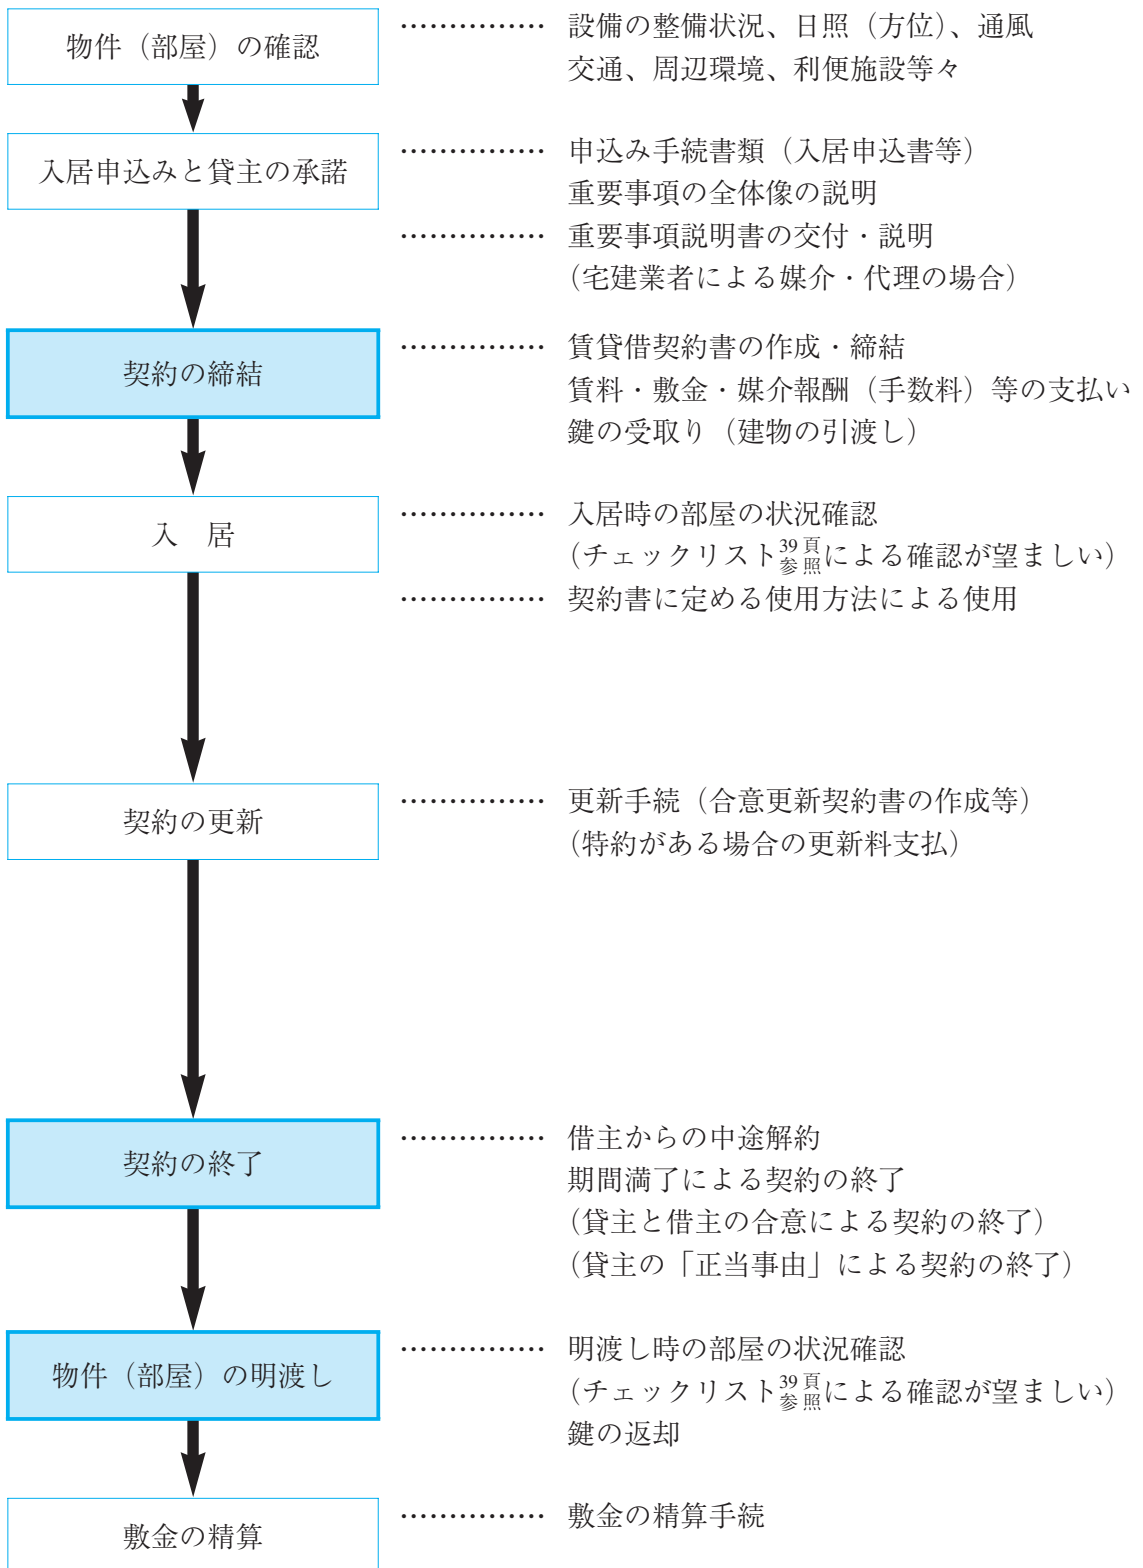 物件（部屋）の確認
…………… 設備の整備状況、日照（方位）、通風
交通、周辺環境、利便施設等々
入居申込みと貸主の承諾
…………… 申込み手続書類（入居申込書等）
重要事項の全体像の説明
…………… 重要事項説明書の交付・説明
（宅建業者による媒介・代理の場合）
契約の締結
…………… 賃貸借契約書の作成・締結
賃料・敷金・媒介報酬（手数料）等の支払い
鍵の受取り（建物の引渡し）
入　居
…………… 入居時の部屋の状況確認
（チェックリスト39頁参照による確認が望ましい）
…………… 契約書に定める使用方法による使用
契約の更新
…………… 更新手続（合意更新契約書の作成等）
（特約がある場合の更新料支払）
契約の終了
…………… 借主からの中途解約
期間満了による契約の終了
（貸主と借主の合意による契約の終了）
（貸主の「正当事由」による契約の終了）
物件（部屋）の明渡し
…………… 明渡し時の部屋の状況確認
（チェックリスト39頁参照による確認が望ましい）
鍵の返却
敷金の精算
…………… 敷金の精算手続